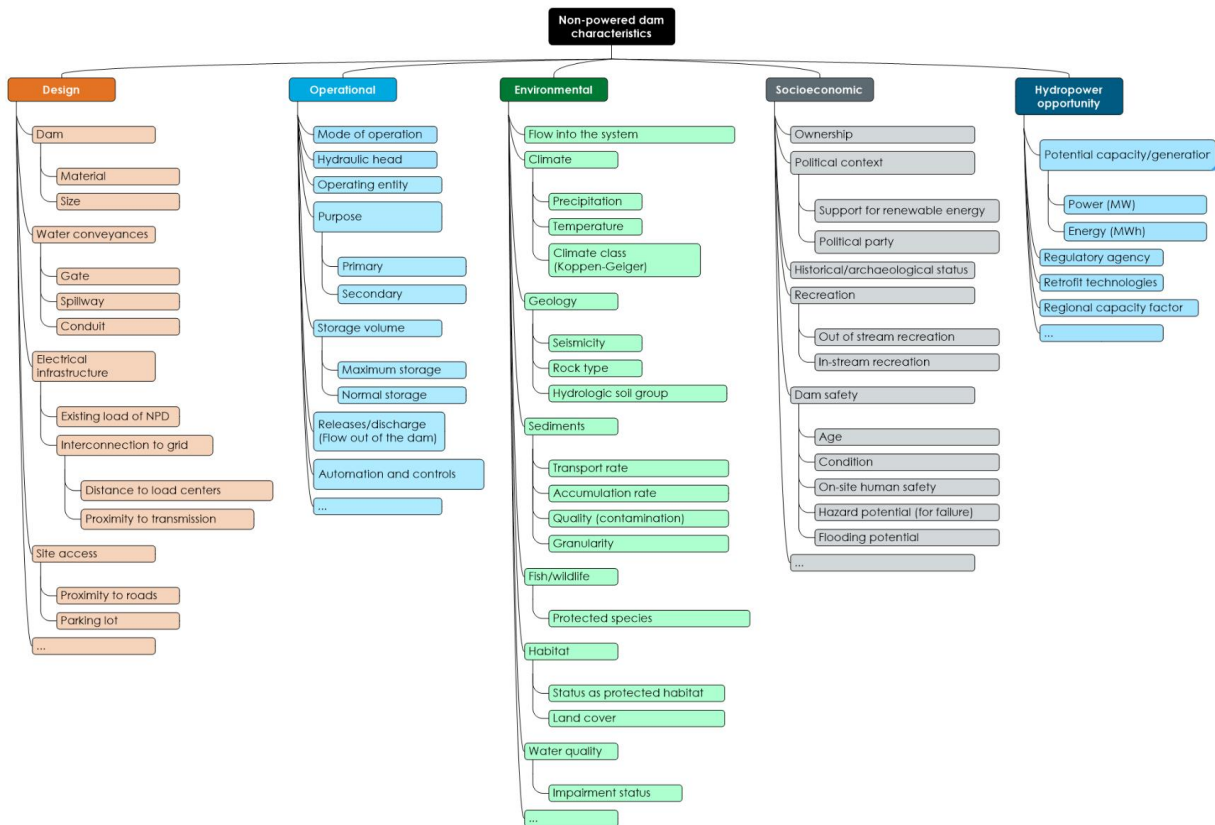 Non-powered dam
characteristics
Design
Dam
Material
Size
Water conveyances
Gate
Spillway
Conduit
Electrical
infrastructure
Existing load of NPD
Interconnection to grid
Distance to load centers
Proximity to transmission
Site access
Proximity to roads
Parking lot
...
Operational
Mode of operation
Hydraulic head
Operating entity
Purpose
Primary
Secondary
Storage volume
Maximum storage
Normal storage
Releases/discharge
(Flow out of the dam)
Automation and controls
...
Environmental
Flow into the system
Climate
Precipitation
Temperature
Climate class
(Koppen-Geiger)
Geology
Seismicity
Rock type
Hydrologic soil group
Sediments
Transport rate
Accumulation rate
Quality (contamination)
Granularity
Fish/wildlife
Protected species
Habitat
Status as protected habitat
Land cover
Water quality
Impairment status
...
Socioeconomic
Ownership
Political context
Support for renewable energy
Political party
Historical/archaeological status
Recreation
Out of stream recreation
In-stream recreation
Dam safety
Age
Condition
On-site human safety
Hazard potential (for failure)
Flooding potential
...
Hydropower
opportunity
Potential capacity/generation
Power (MW)
Energy (MWh)
Regulatory agency
Retrofit technologies
Regional capacity factor
...